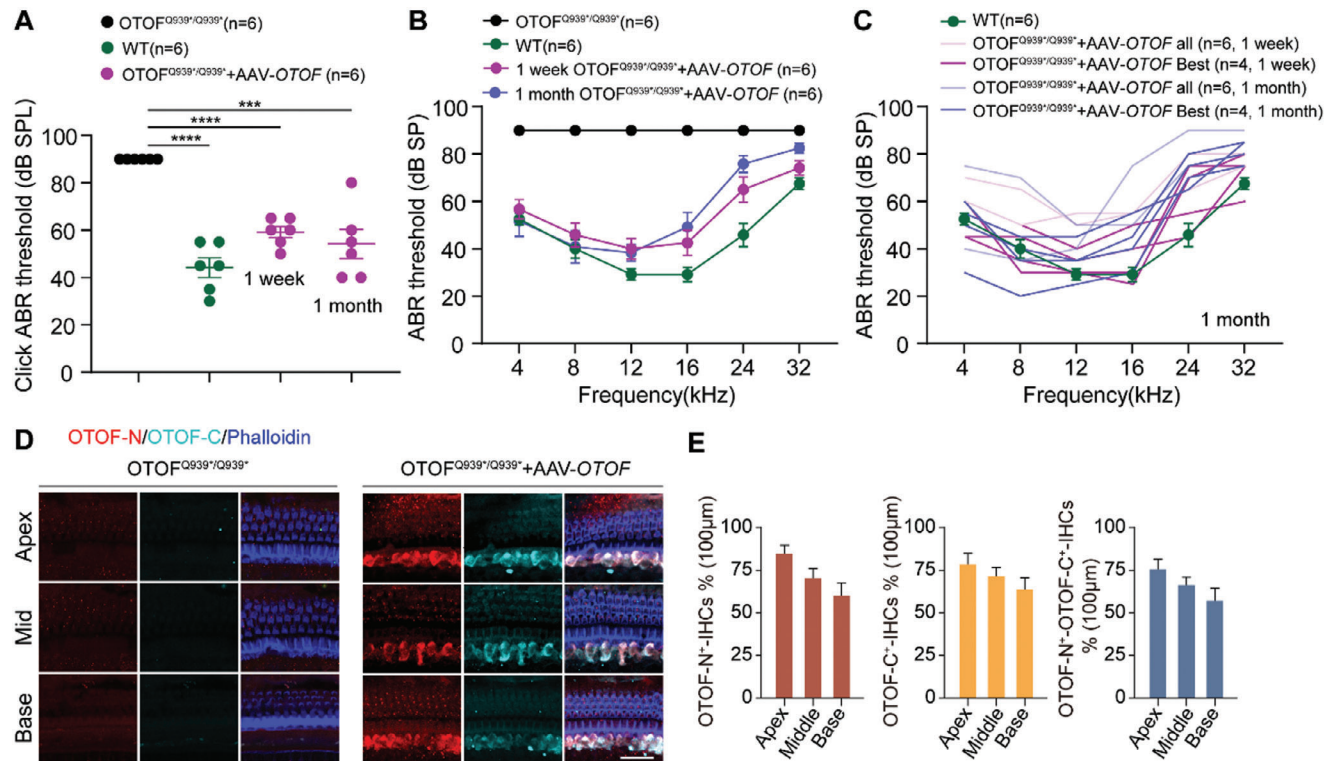 A
OTOF^Q939*/Q939* (n=6)
WT(n=6)
OTOF^Q939*/Q939*+AAV-OTOF (n=6)
***
****
****
Click ABR threshold (dB SPL)
100
80
60
40
20
0
1 week
1 month
B
OTOF^Q939*/Q939*(n=6)
WT(n=6)
1 week OTOF^Q939*/Q939*+AAV-OTOF (n=6)
1 month OTOF^Q939*/Q939*+AAV-OTOF (n=6)
ABR threshold (dB SP)
100
80
60
40
20
0
4 8 12 16 24 32
Frequency(kHz)
C
WT(n=6)
OTOF^Q939*/Q939*+AAV-OTOF all (n=6, 1 week)
OTOF^Q939*/Q939*+AAV-OTOF Best (n=4, 1 week)
OTOF^Q939*/Q939*+AAV-OTOF all (n=6, 1 month)
OTOF^Q939*/Q939*+AAV-OTOF Best (n=4, 1 month)
ABR threshold (dB SP)
100
80
60
40
20
0
1 month
4 8 12 16 24 32
Frequency(kHz)
D
OTOF-N/OTOF-C/Phalloidin
OTOF^Q939*/Q939*
OTOF^Q939*/Q939*+AAV-OTOF
Apex
Mid
Base
E
OTOF-N⁺-IHCs % (100μm)
100
75
50
25
0
Apex
Middle
Base
OTOF-C⁺-IHCs % (100μm)
100
75
50
25
0
Apex
Middle
Base
OTOF-N⁺-OTOF-C⁺-IHCs
% (100μm)
100
75
50
25
0
Apex
Middle
Base